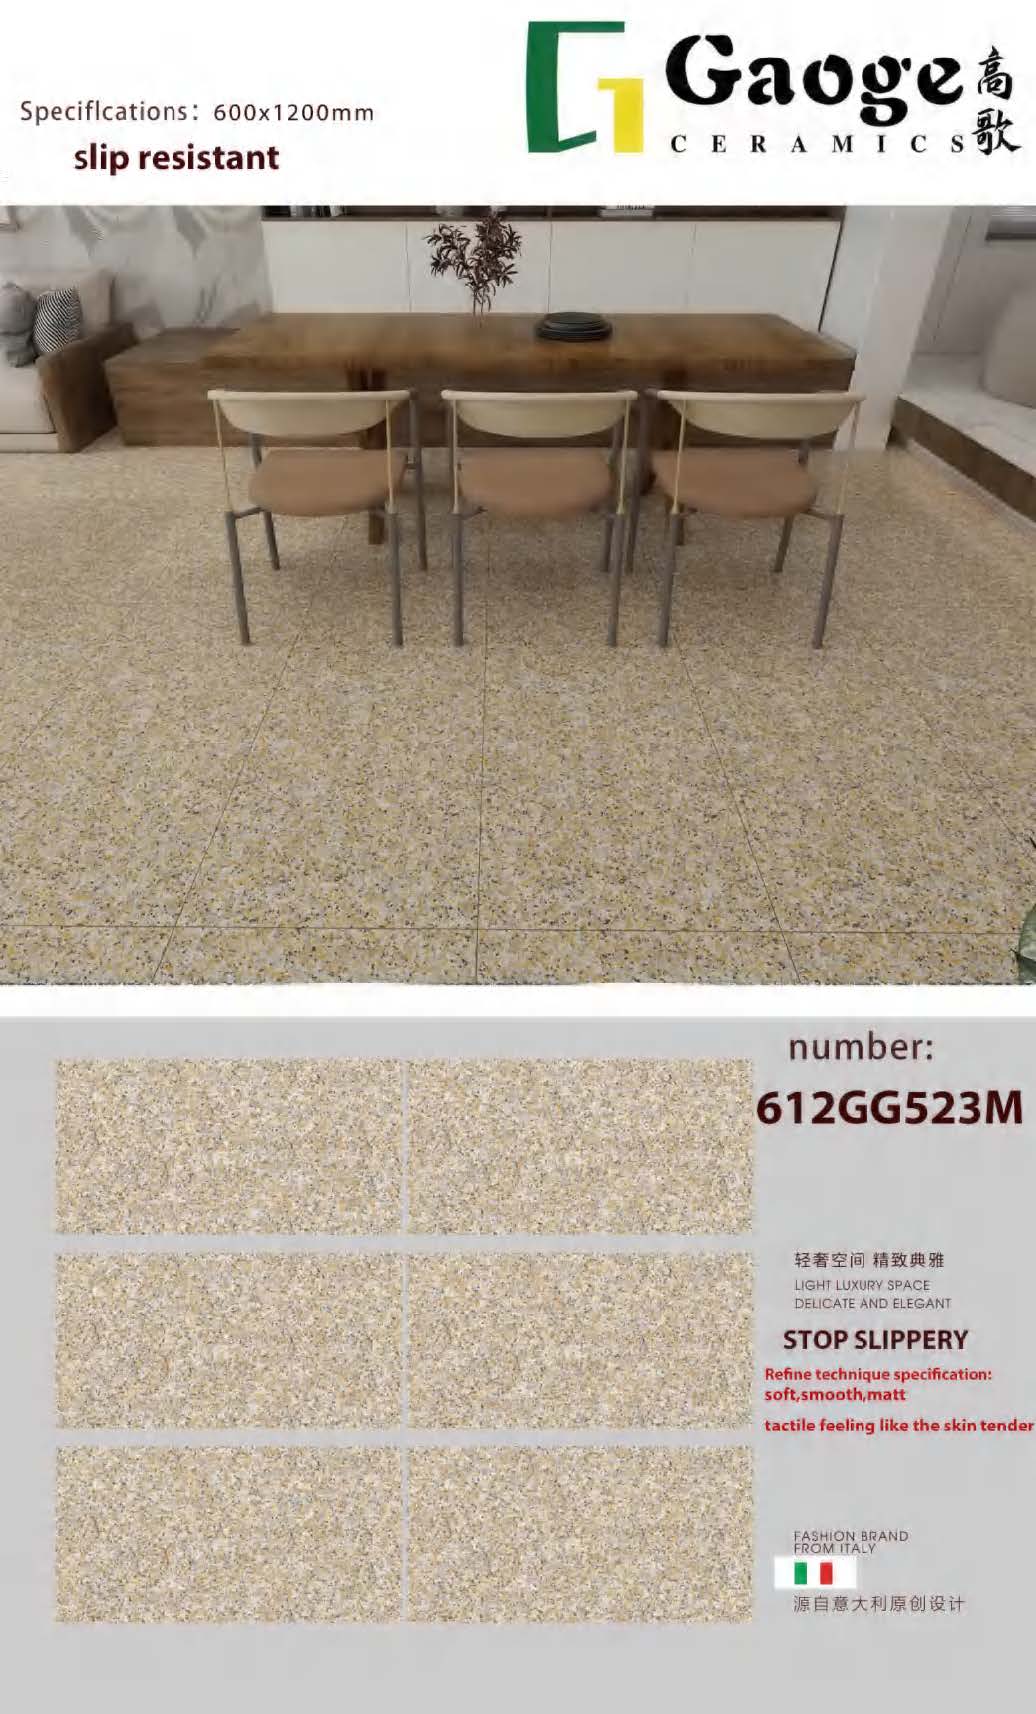 Gaoge
CERAMICS
高歌
Speciflcations: 600x1200mm
slip resistant
number:
612GG523M
轻奢空间 精致典雅
LIGHT LUXURY SPACE
DELICATE AND ELEGANT
STOP SLIPPERY
Refine technique specification:
soft,smooth,matt
tactile feeling like the skin tender
FASHION BRAND
FROM ITALY
源自意大利原创设计